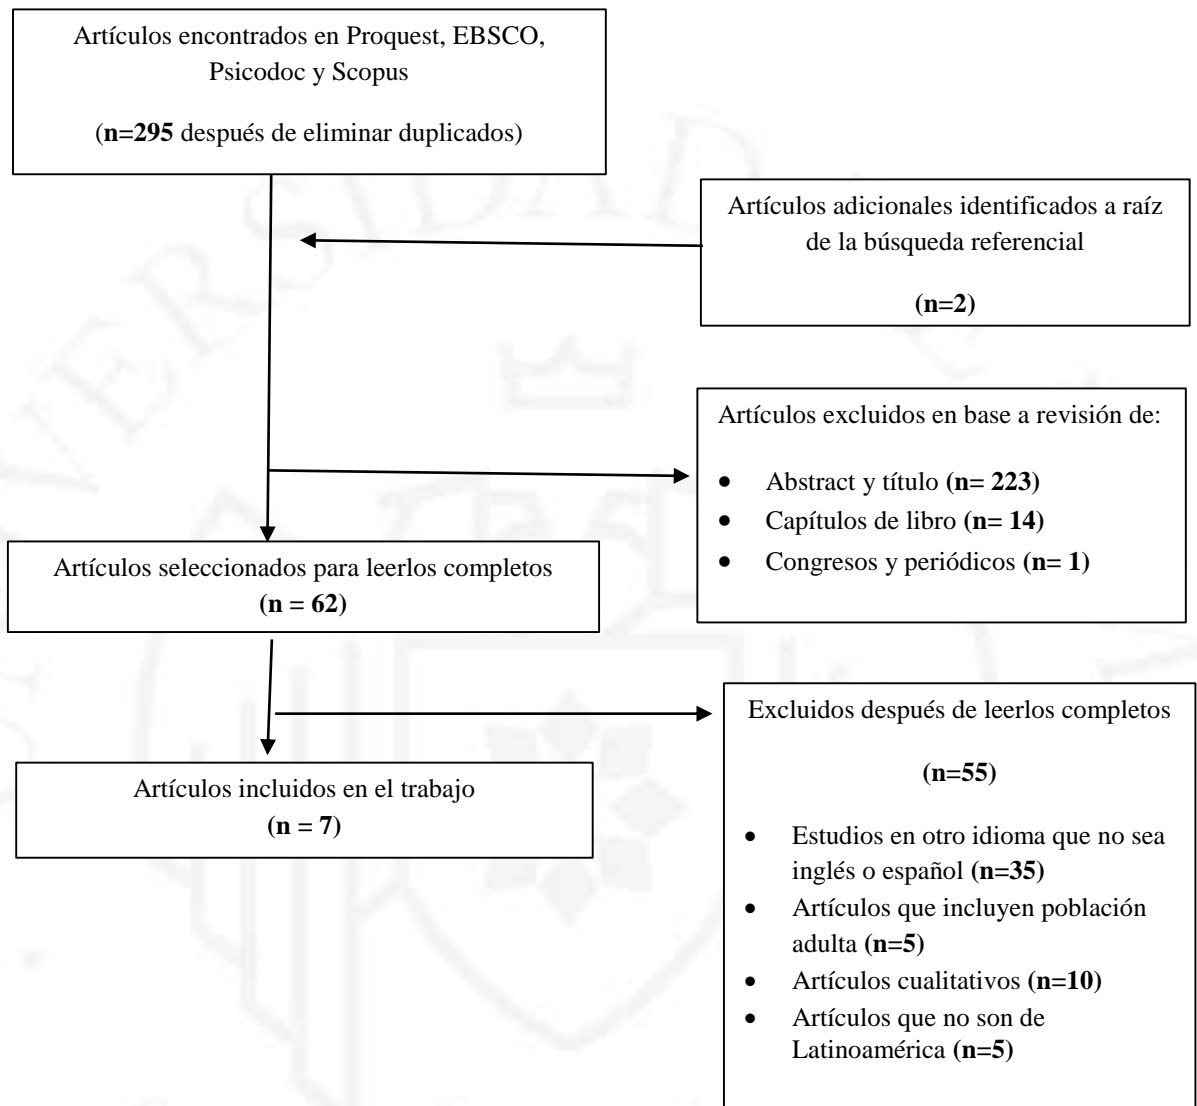 Artículos encontrados en Proquest, EBSCO,
Psicodoc y Scopus
(n=295 después de eliminar duplicados)
Artículos adicionales identificados a raíz
de la búsqueda referencial
(n=2)
Artículos excluidos en base a revisión de:
• Abstract y título (n= 223)
• Capítulos de libro (n= 14)
• Congresos y periódicos (n= 1)
Artículos seleccionados para leerlos completos
(n = 62)
Excluidos después de leerlos completos
(n=55)
• Estudios en otro idioma que no sea
inglés o español (n=35)
• Artículos que incluyen población
adulta (n=5)
• Artículos cualitativos (n=10)
• Artículos que no son de
Latinoamérica (n=5)
Artículos incluidos en el trabajo
(n = 7)